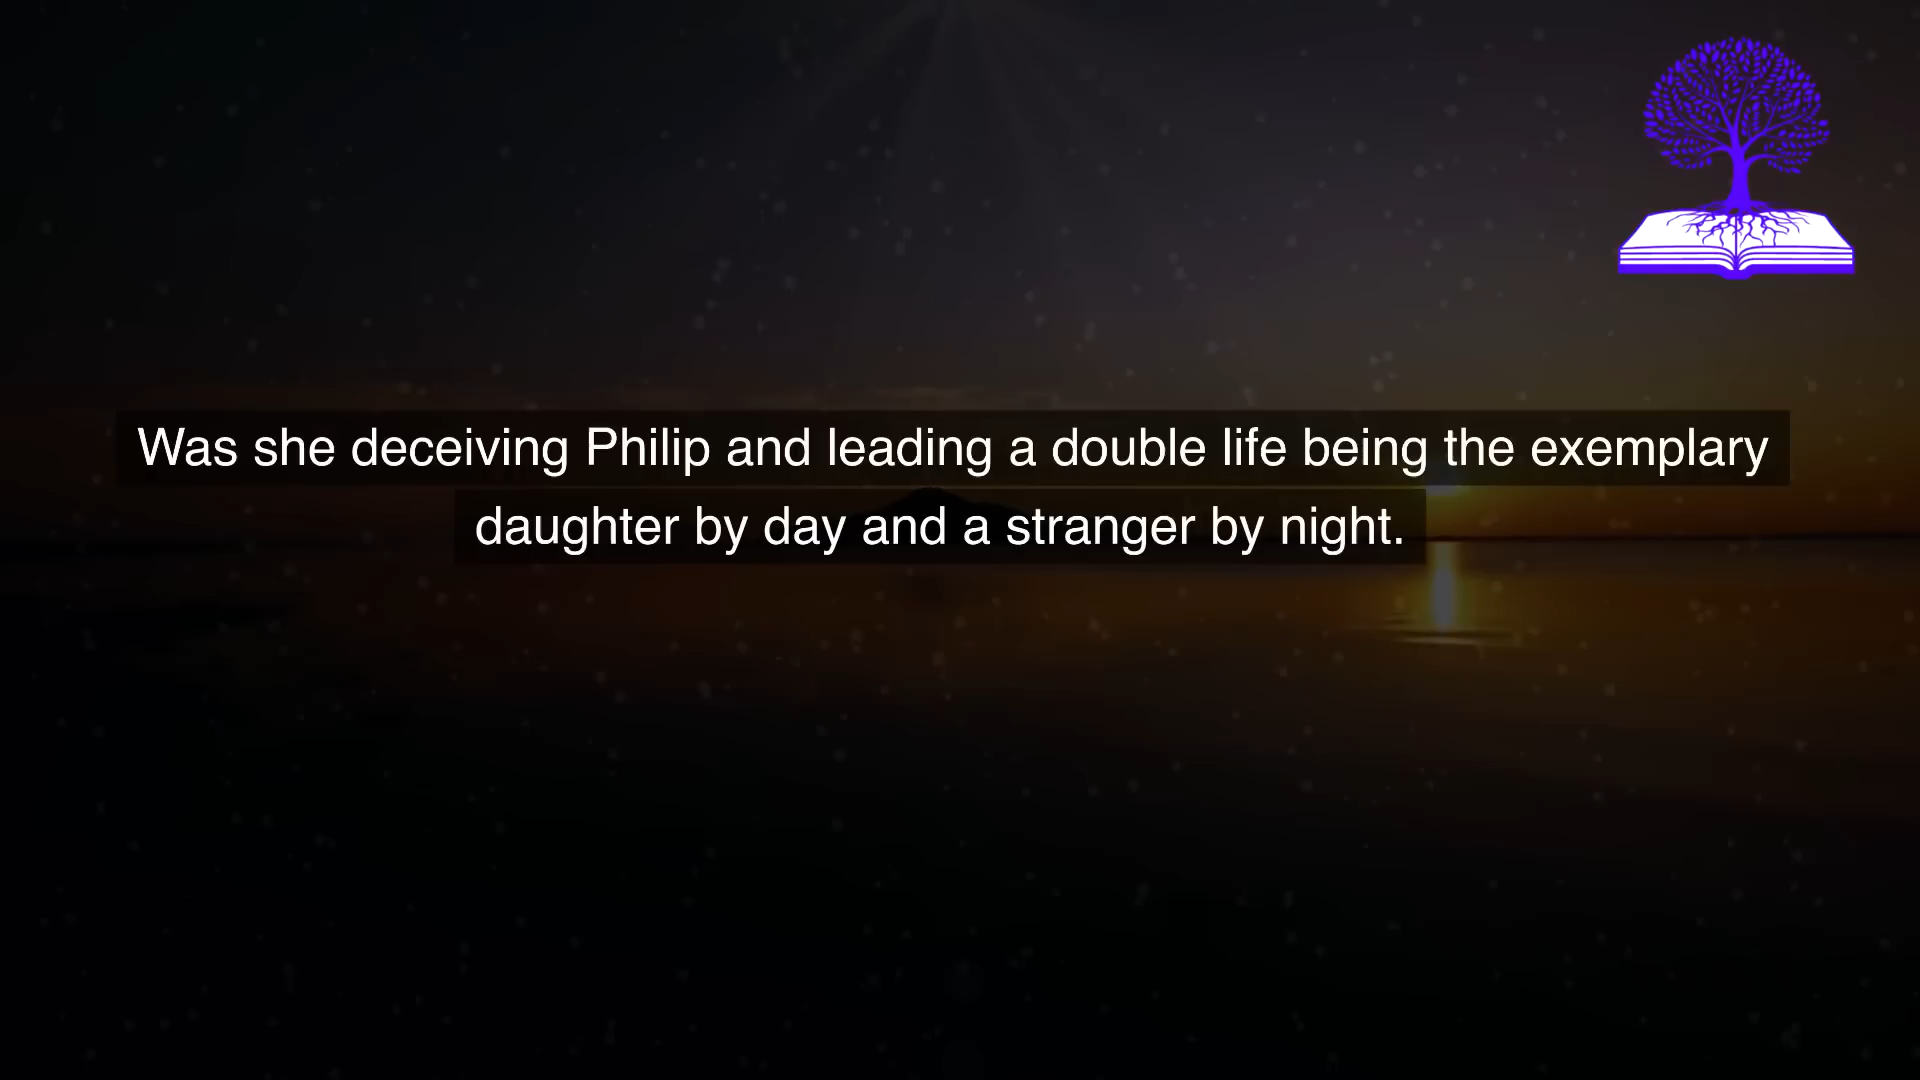 Was she deceiving Philip and leading a double life being the exemplary
daughter by day and a stranger by night.